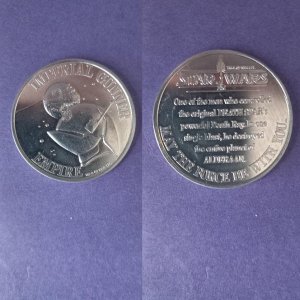 IMPERIAL GUNNER
EMPIRE
STAR WARS
One of the men who controlled
the original DEATH STAR's
powerful Death Ray. In one
single blast, he destroyed
the entire planet of
ALDERAAN.
MAY THE FORCE BE WITH YOU